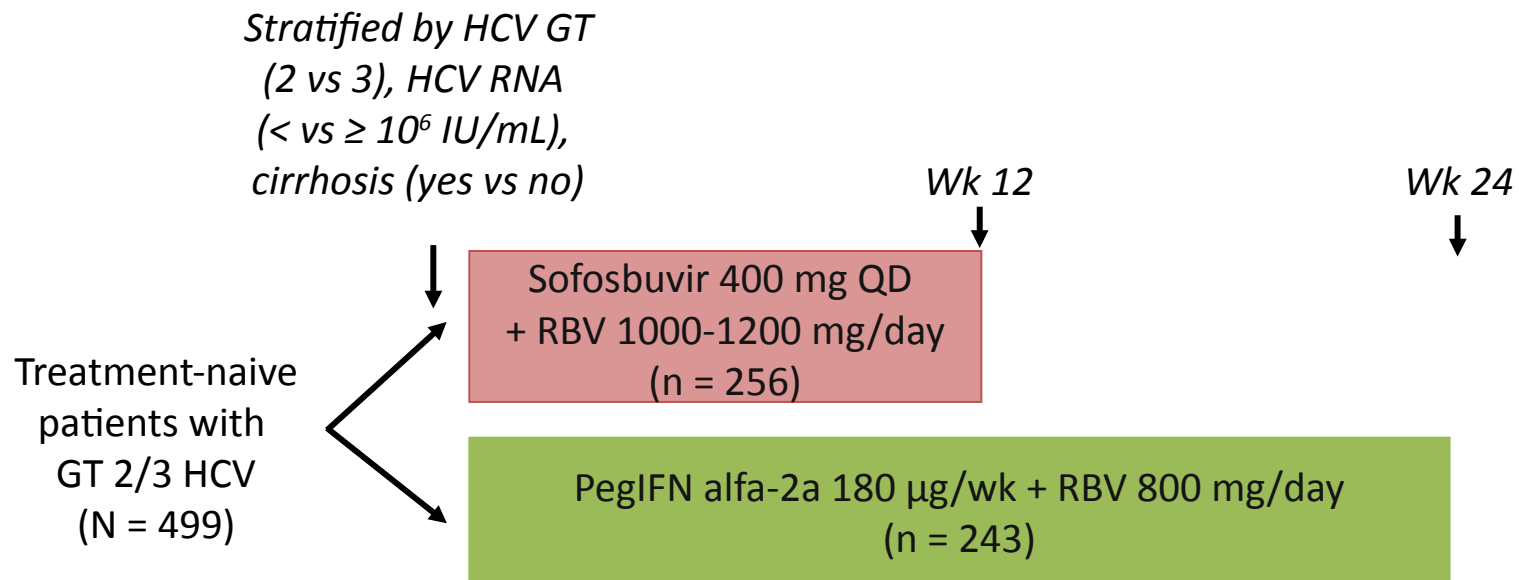 Stratified by HCV GT
(2 vs 3), HCV RNA
(< vs ≥ 10⁶ IU/mL),
cirrhosis (yes vs no)
Wk 12
Wk 24
Sofosbuvir 400 mg QD
+ RBV 1000-1200 mg/day
(n = 256)
Treatment-naive
patients with
GT 2/3 HCV
(N = 499)
PegIFN alfa-2a 180 µg/wk + RBV 800 mg/day
(n = 243)